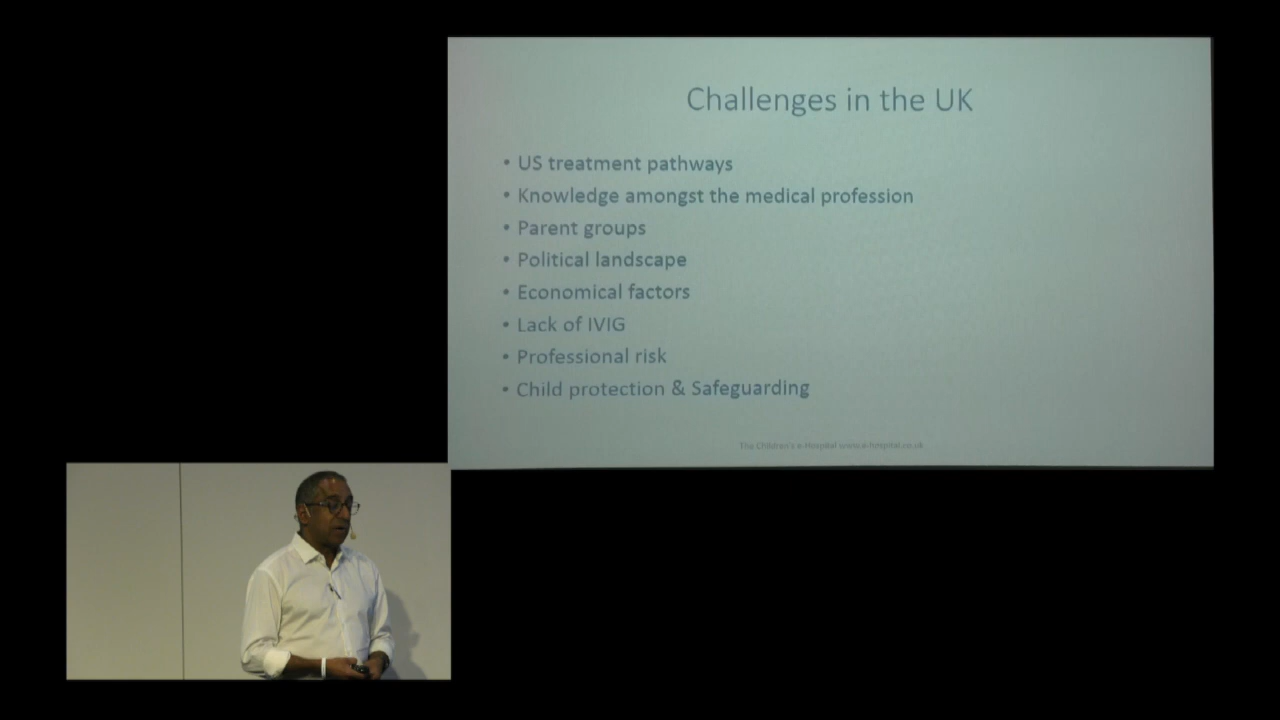 Challenges in the UK
• US treatment pathways
• Knowledge amongst the medical profession
• Parent groups
• Political landscape
• Economical factors
• Lack of IVIG
• Professional risk
• Child protection & Safeguarding
The Children's e-Hospital www.e-hospital.co.uk